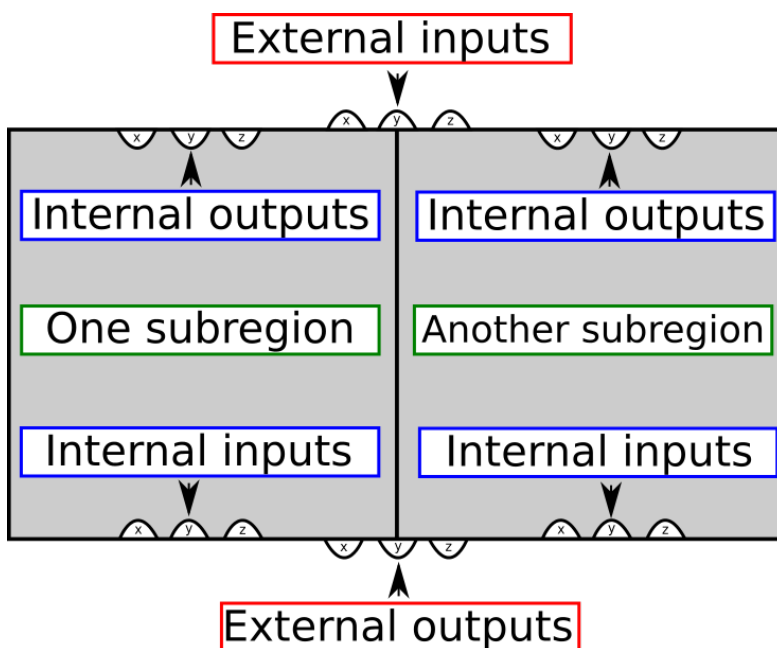 External inputs
x y z
x y z x y z
Internal outputs Internal outputs
One subregion Another subregion
Internal inputs Internal inputs
x y z x y z
x y z
External outputs